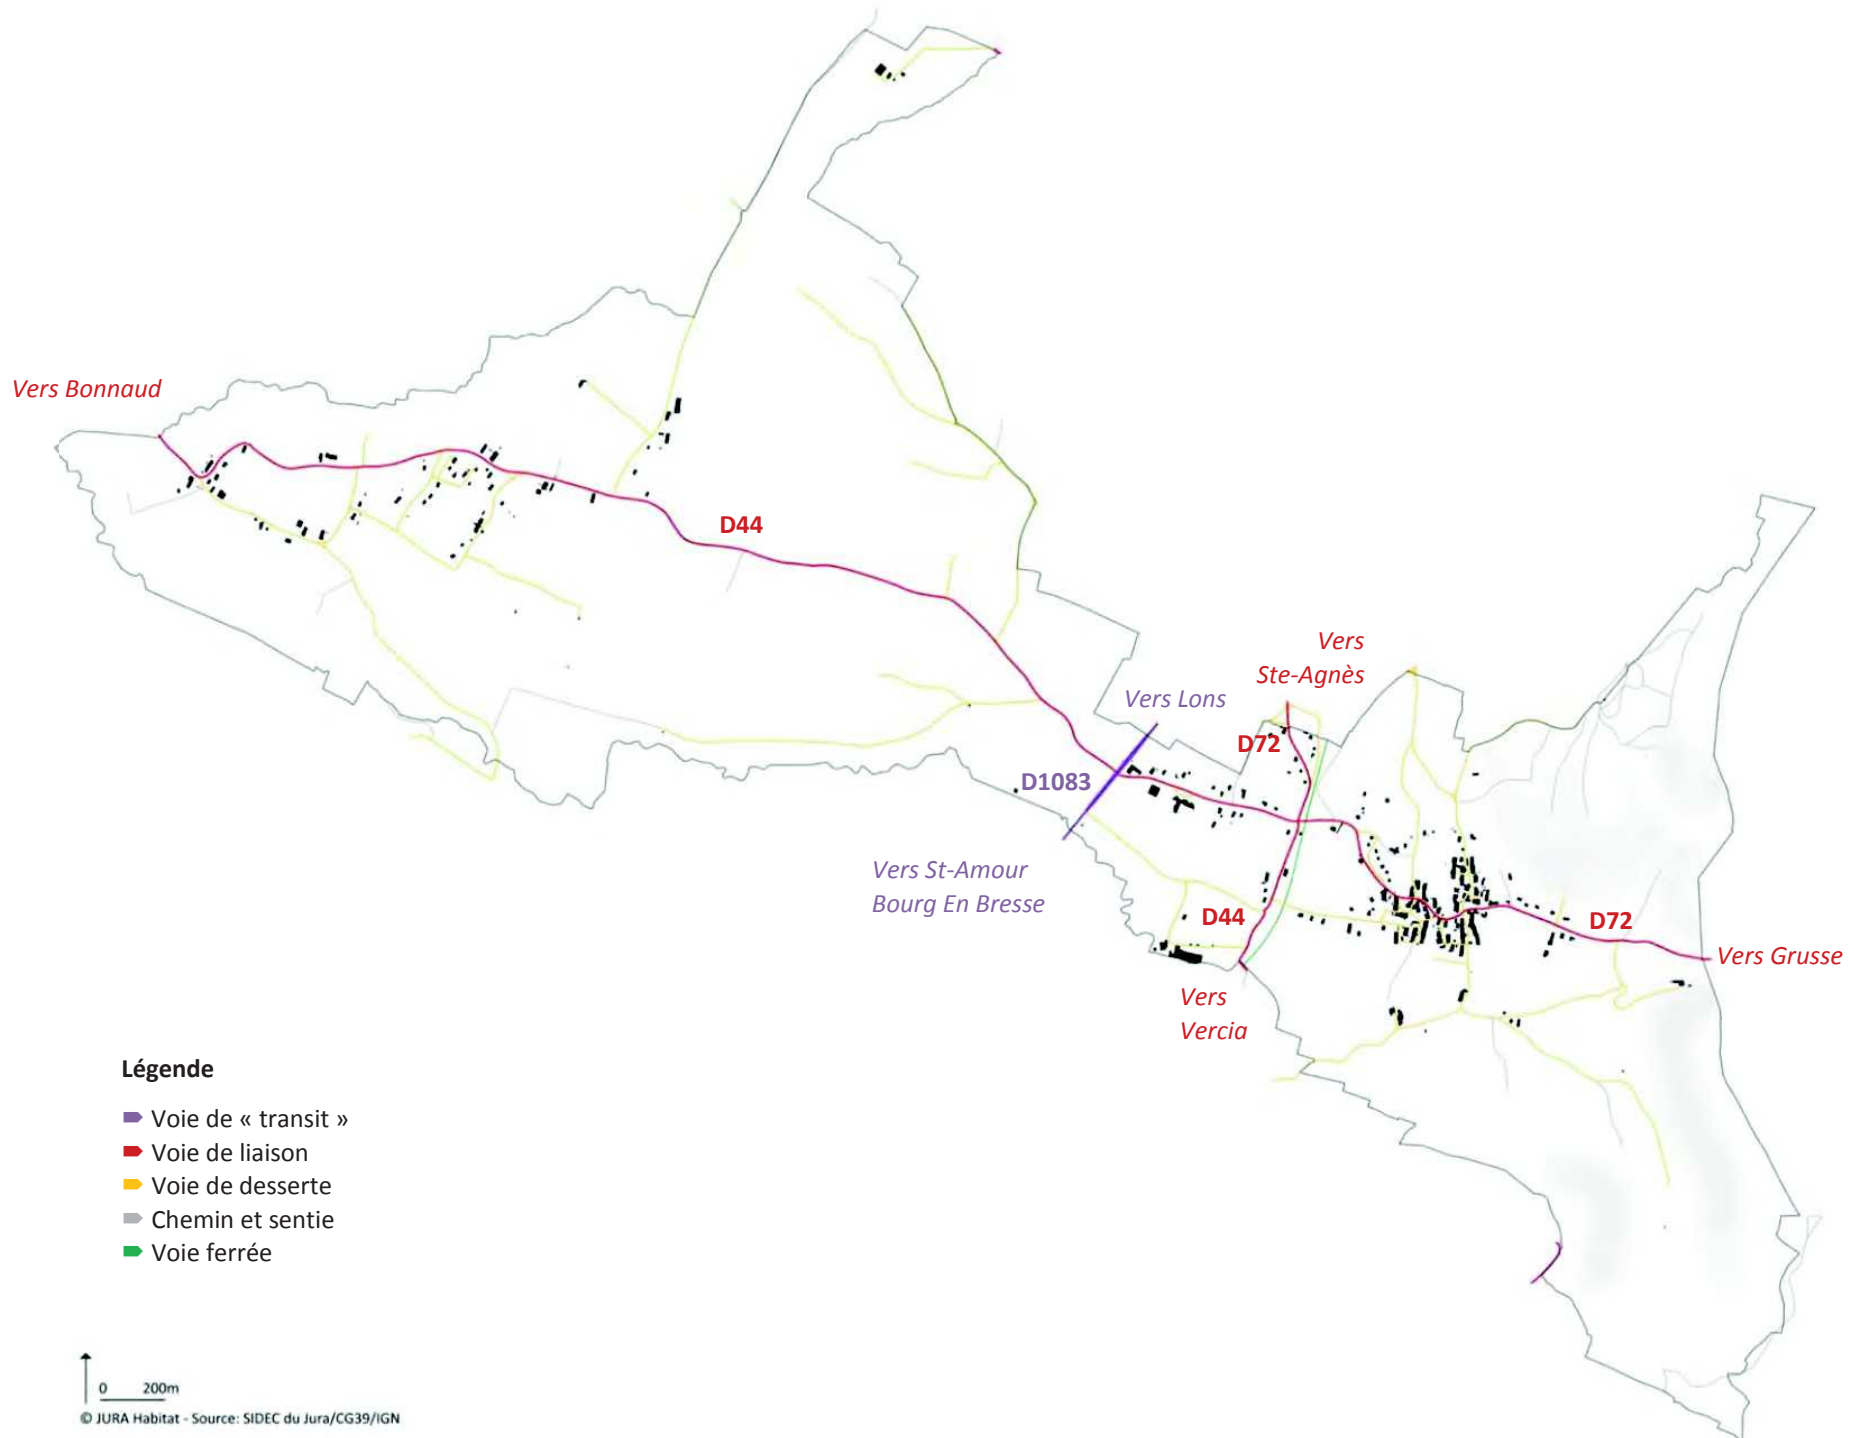 Vers Bonnaud
D44
Vers
Ste-Agnès
Vers Lons
D72
D1083
Vers St-Amour
Bourg En Bresse
D44
D72
Vers Grusse
Vers
Vercia
Légende
Voie de « transit »
Voie de liaison
Voie de desserte
Chemin et sentie
Voie ferrée
0 200m
© JURA Habitat - Source: SIDEC du Jura/CG39/IGN